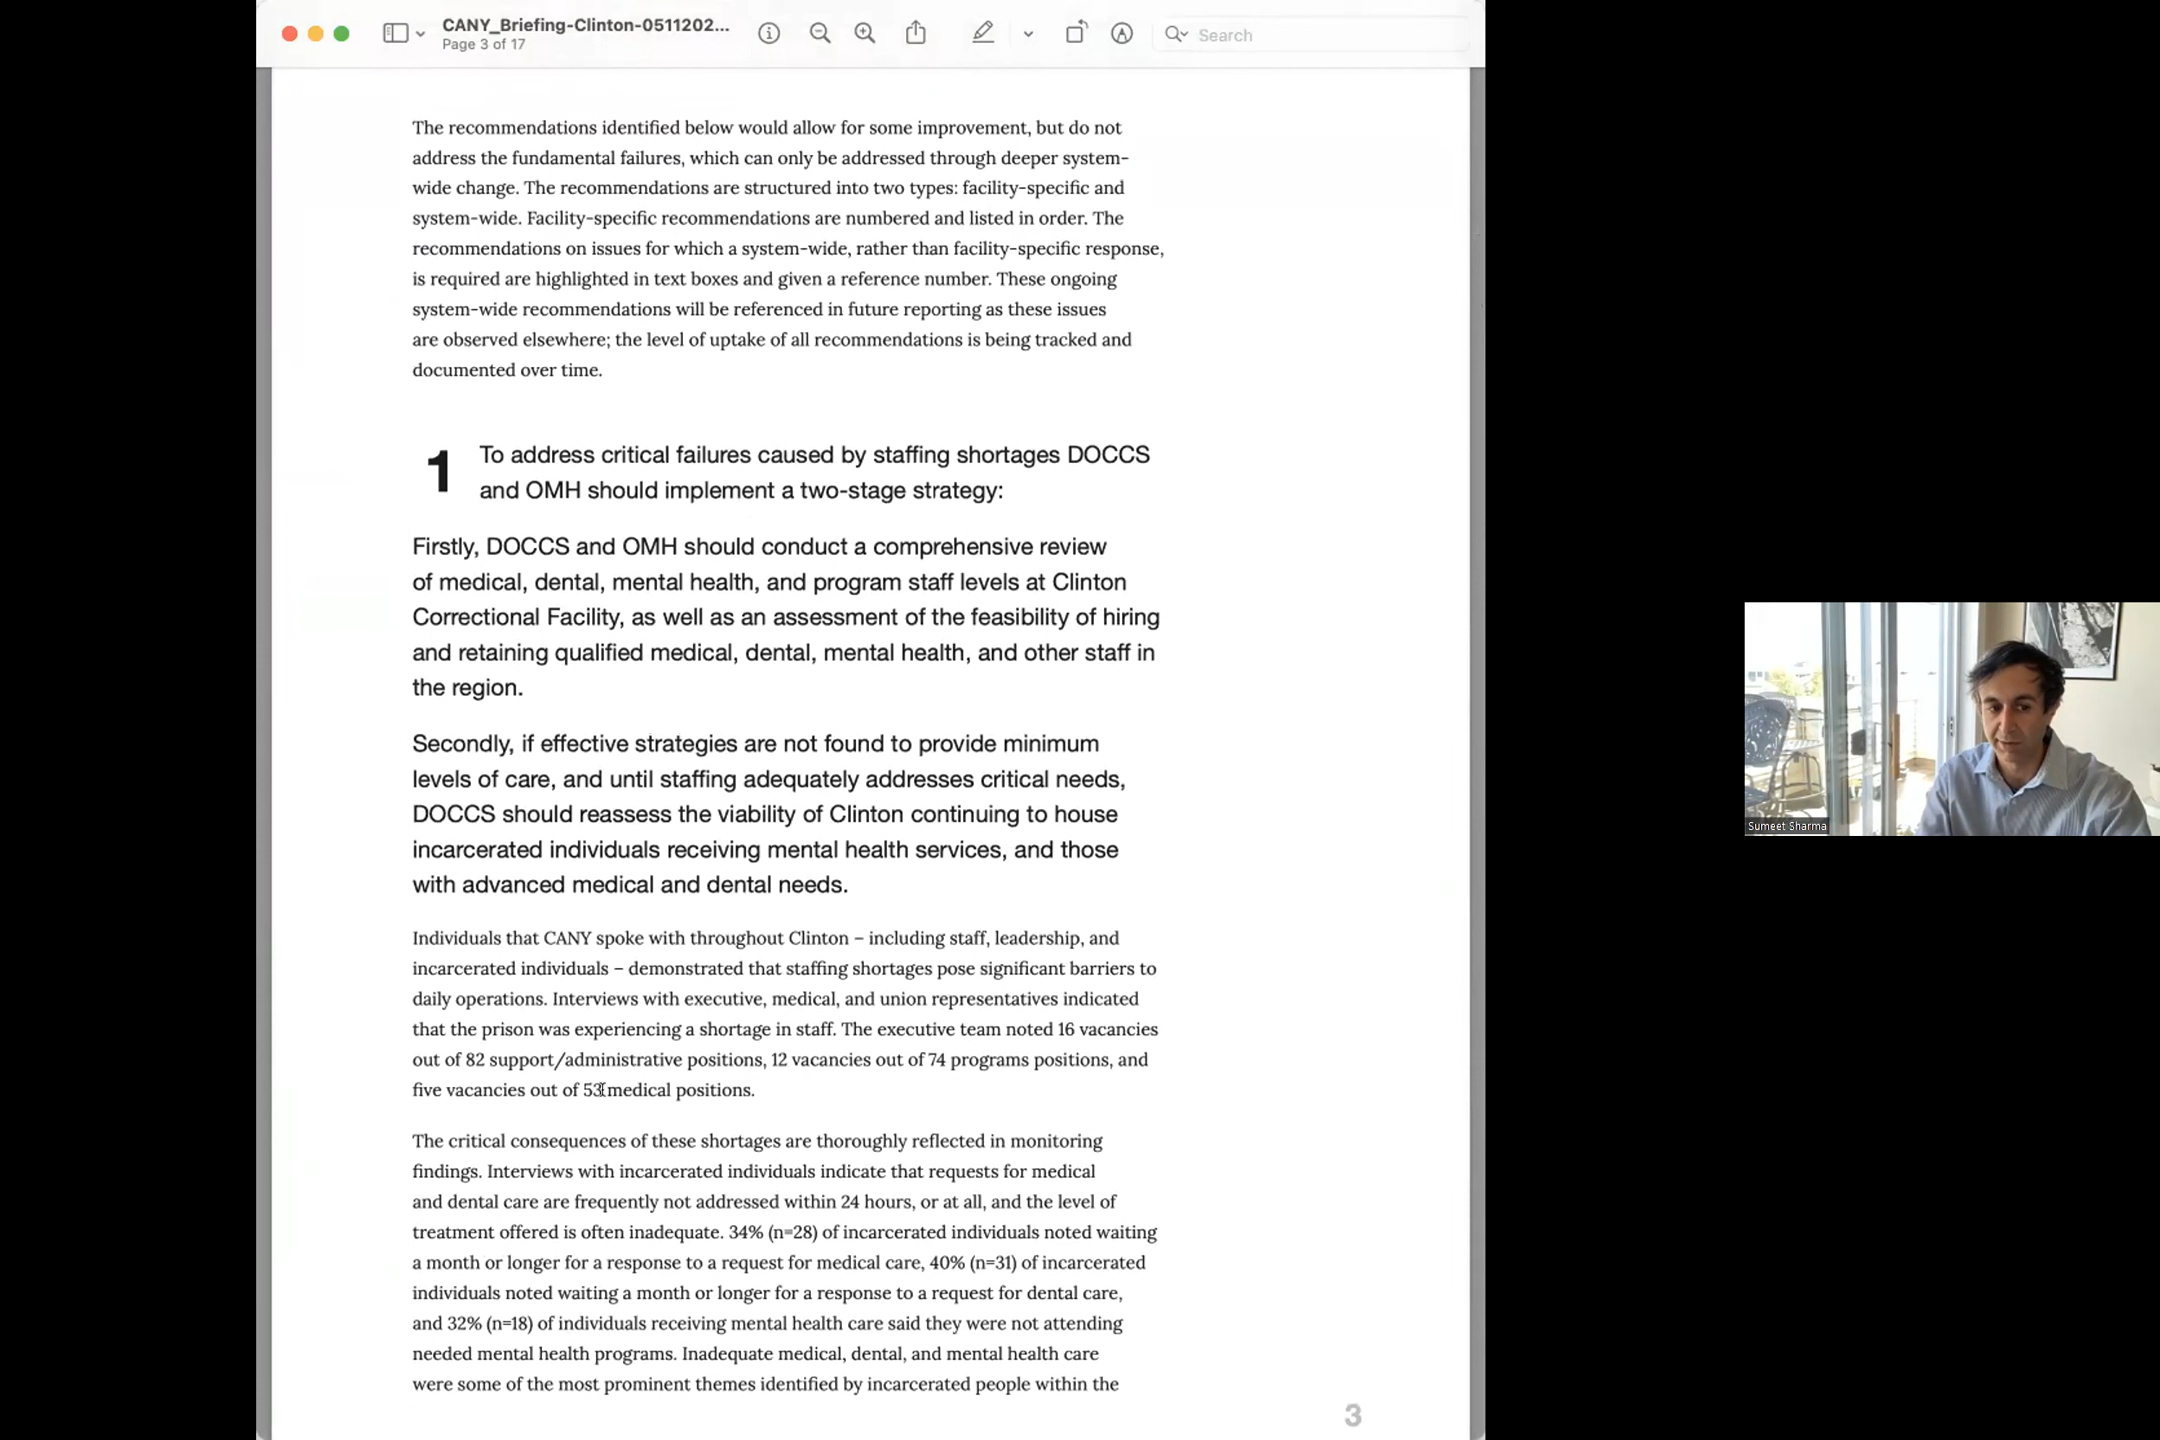 CANY_Briefing-Clinton-0511202...
Page 3 of 17
Search
The recommendations identified below would allow for some improvement, but do not
address the fundamental failures, which can only be addressed through deeper system-
wide change. The recommendations are structured into two types: facility-specific and
system-wide. Facility-specific recommendations are numbered and listed in order. The
recommendations on issues for which a system-wide, rather than facility-specific response,
is required are highlighted in text boxes and given a reference number. These ongoing
system-wide recommendations will be referenced in future reporting as these issues
are observed elsewhere; the level of uptake of all recommendations is being tracked and
documented over time.
1 To address critical failures caused by staffing shortages DOCCS
and OMH should implement a two-stage strategy:
Firstly, DOCCS and OMH should conduct a comprehensive review
of medical, dental, mental health, and program staff levels at Clinton
Correctional Facility, as well as an assessment of the feasibility of hiring
and retaining qualified medical, dental, mental health, and other staff in
the region.
Secondly, if effective strategies are not found to provide minimum
levels of care, and until staffing adequately addresses critical needs,
DOCCS should reassess the viability of Clinton continuing to house
incarcerated individuals receiving mental health services, and those
with advanced medical and dental needs.
Individuals that CANY spoke with throughout Clinton – including staff, leadership, and
incarcerated individuals – demonstrated that staffing shortages pose significant barriers to
daily operations. Interviews with executive, medical, and union representatives indicated
that the prison was experiencing a shortage in staff. The executive team noted 16 vacancies
out of 82 support/administrative positions, 12 vacancies out of 74 programs positions, and
five vacancies out of 53 medical positions.
The critical consequences of these shortages are thoroughly reflected in monitoring
findings. Interviews with incarcerated individuals indicate that requests for medical
and dental care are frequently not addressed within 24 hours, or at all, and the level of
treatment offered is often inadequate. 34% (n=28) of incarcerated individuals noted waiting
a month or longer for a response to a request for medical care, 40% (n=31) of incarcerated
individuals noted waiting a month or longer for a response to a request for dental care,
and 32% (n=18) of individuals receiving mental health care said they were not attending
needed mental health programs. Inadequate medical, dental, and mental health care
were some of the most prominent themes identified by incarcerated people within the
3
Sumeet Sharma